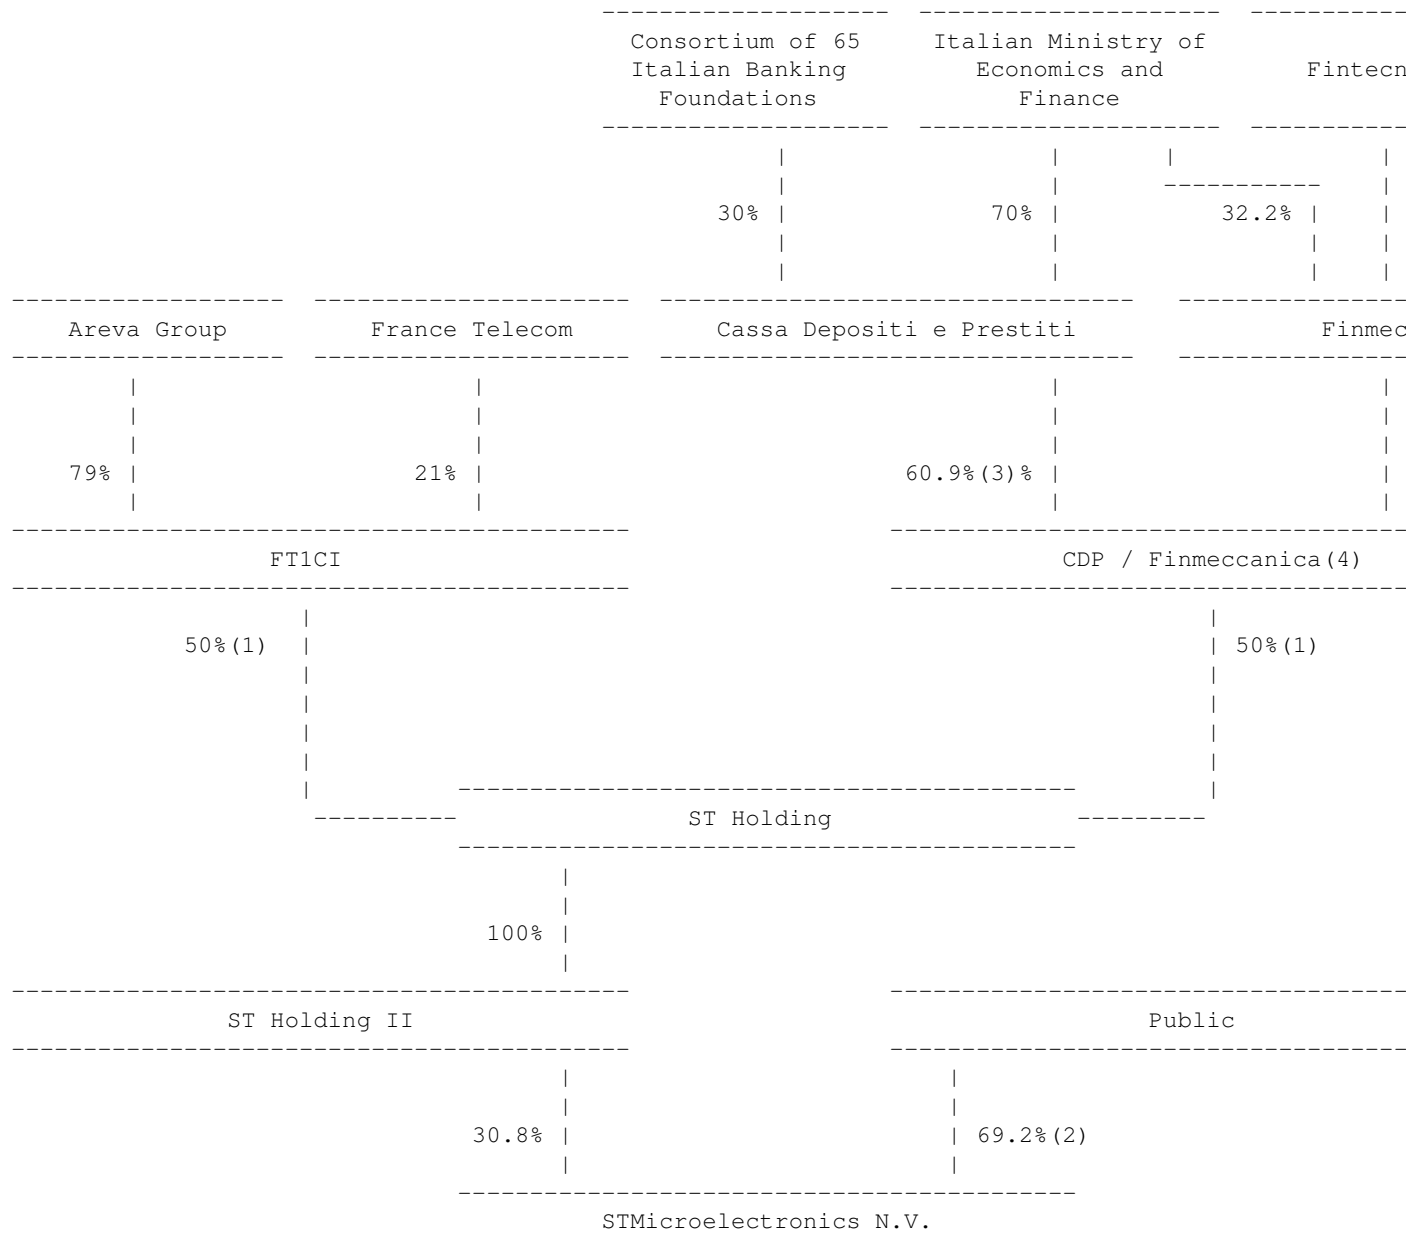 Consortium of 65 Italian Ministry of
Italian Banking Economics and Fintecn
Foundations Finance
30% 70% 32.2%
Areva Group France Telecom Cassa Depositi e Prestiti Finmec
79% 21% 60.9%(3)%
FT1CI CDP / Finmeccanica(4)
50%(1) 50%(1)
ST Holding
100%
ST Holding II Public
30.8% 69.2%(2)
STMicroelectronics N.V.